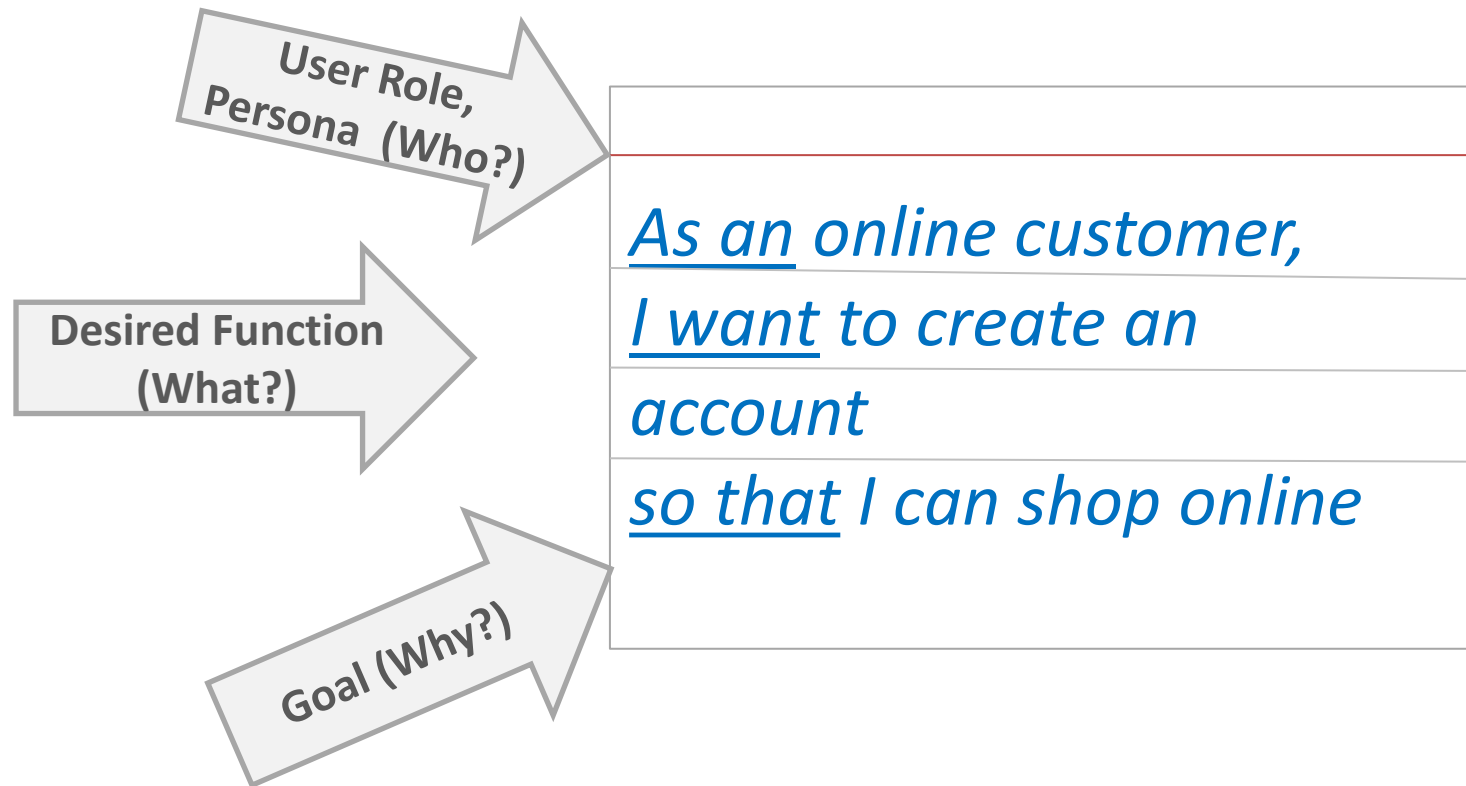 User Role,
Persona (Who?)
As an online customer,
Desired Function
(What?)
I want to create an
account
so that I can shop online
Goal (Why?)